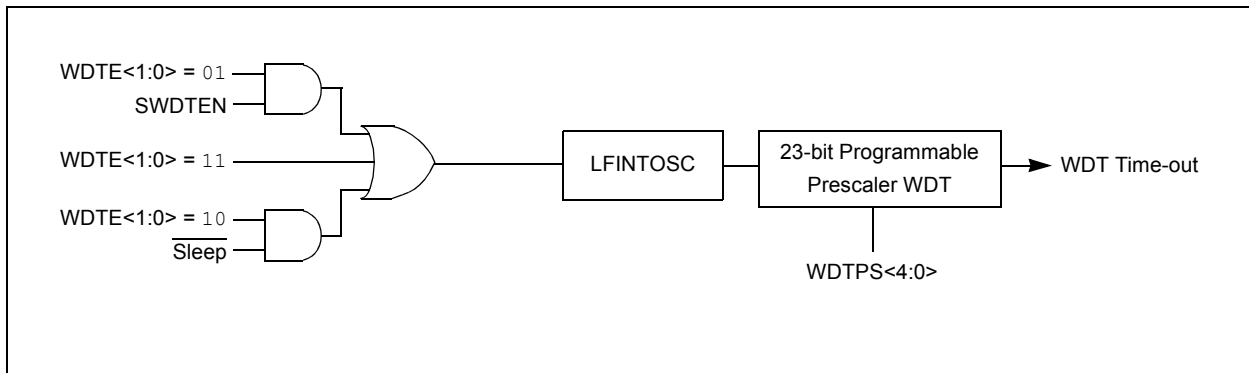 WDTE<1:0> = 01
SWDTEN
WDTE<1:0> = 11
WDTE<1:0> = 10
Sleep
LFINTOSC
23-bit Programmable
Prescaler WDT
WDT Time-out
WDTPS<4:0>